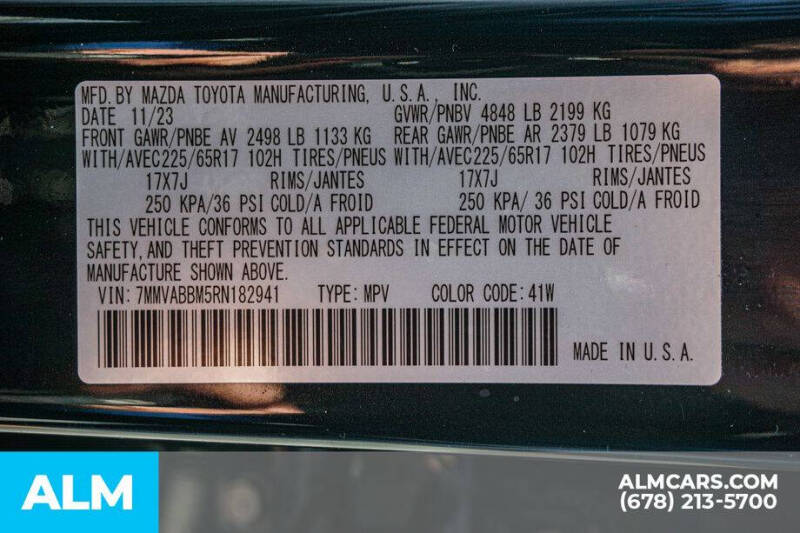 MFD. BY MAZDA TOYOTA MANUFACTURING, U.S.A., INC.
DATE 11/23 GVWR/PNBV 4848 LB 2199 KG
FRONT GAWR/PNBE AV 2498 LB 1133 KG REAR GAWR/PNBE AR 2379 LB 1079 KG
WITH/AVEC225/65R17 102H TIRES/PNEUS WITH/AVEC225/65R17 102H TIRES/PNEUS
17X7J RIMS/JANTES 17X7J RIMS/JANTES
250 KPA/36 PSI COLD/A FROID 250 KPA/ 36 PSI COLD/A FROID
THIS VEHICLE CONFORMS TO ALL APPLICABLE FEDERAL MOTOR VEHICLE
SAFETY, AND THEFT PREVENTION STANDARDS IN EFFECT ON THE DATE OF
MANUFACTURE SHOWN ABOVE.
VIN: 7MMVABBM5RN182941 TYPE: MPV COLOR CODE: 41W
MADE IN U.S.A.
ALM
ALMCARS.COM
(678) 213-5700